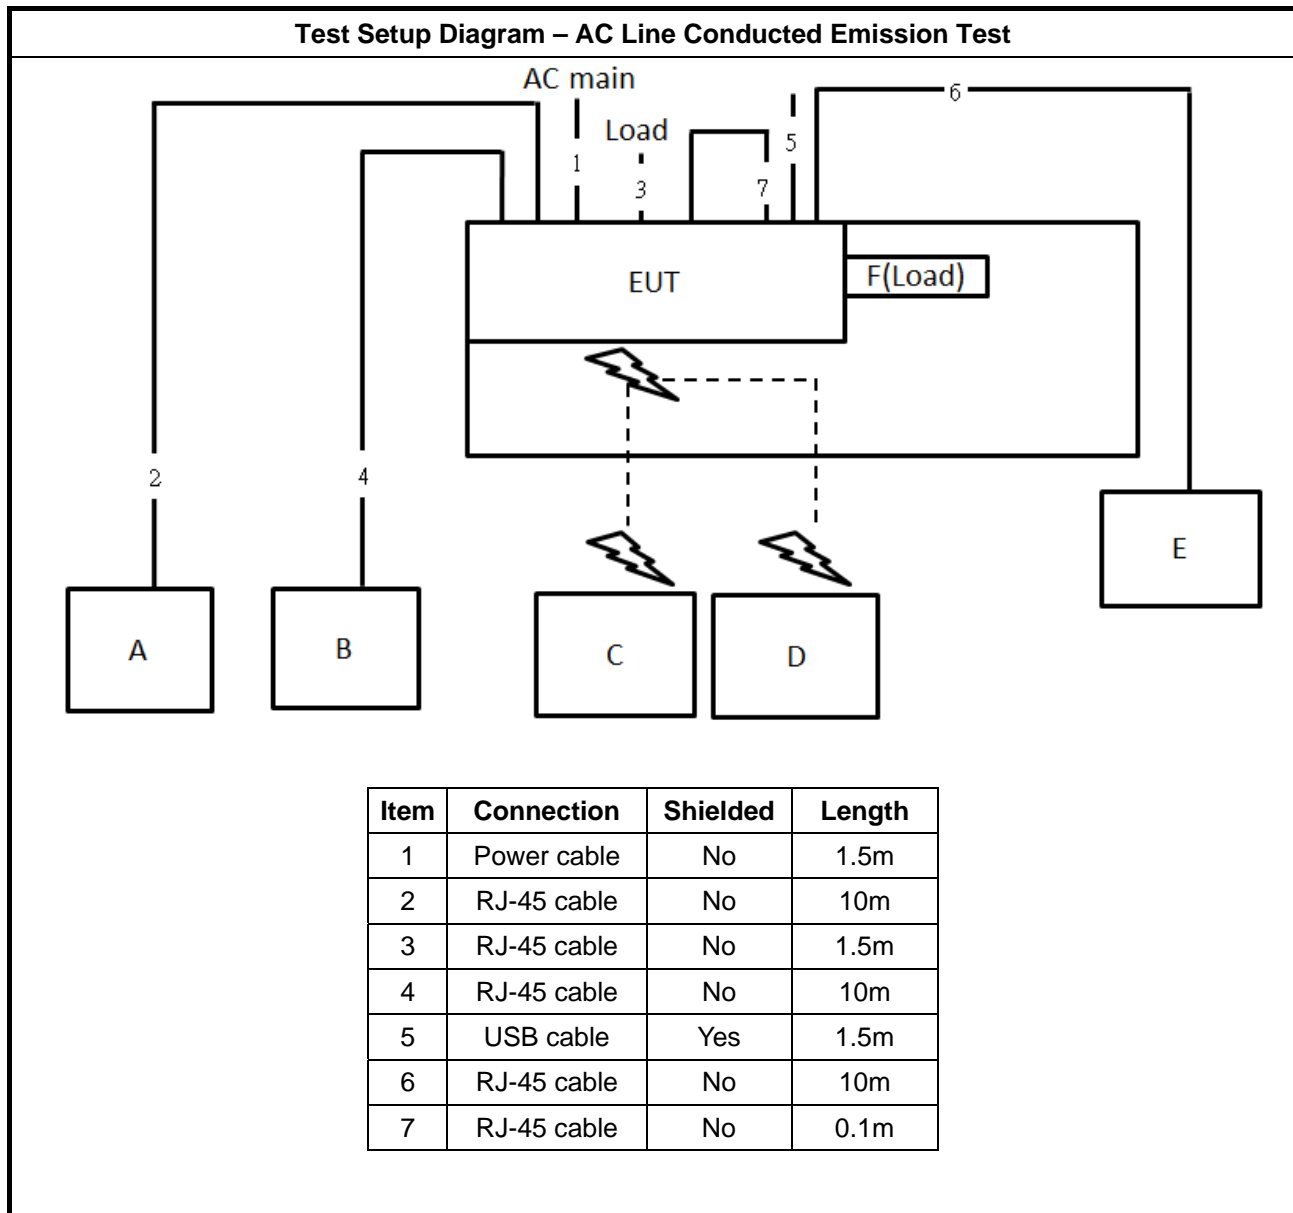 Test Setup Diagram – AC Line Conducted Emission Test
AC main
6
Load
5
1
3
7
EUT
F(Load)
2
4
E
A
B
C
D
Item Connection Shielded Length
1 Power cable No 1.5m
2 RJ-45 cable No 10m
3 RJ-45 cable No 1.5m
4 RJ-45 cable No 10m
5 USB cable Yes 1.5m
6 RJ-45 cable No 10m
7 RJ-45 cable No 0.1m